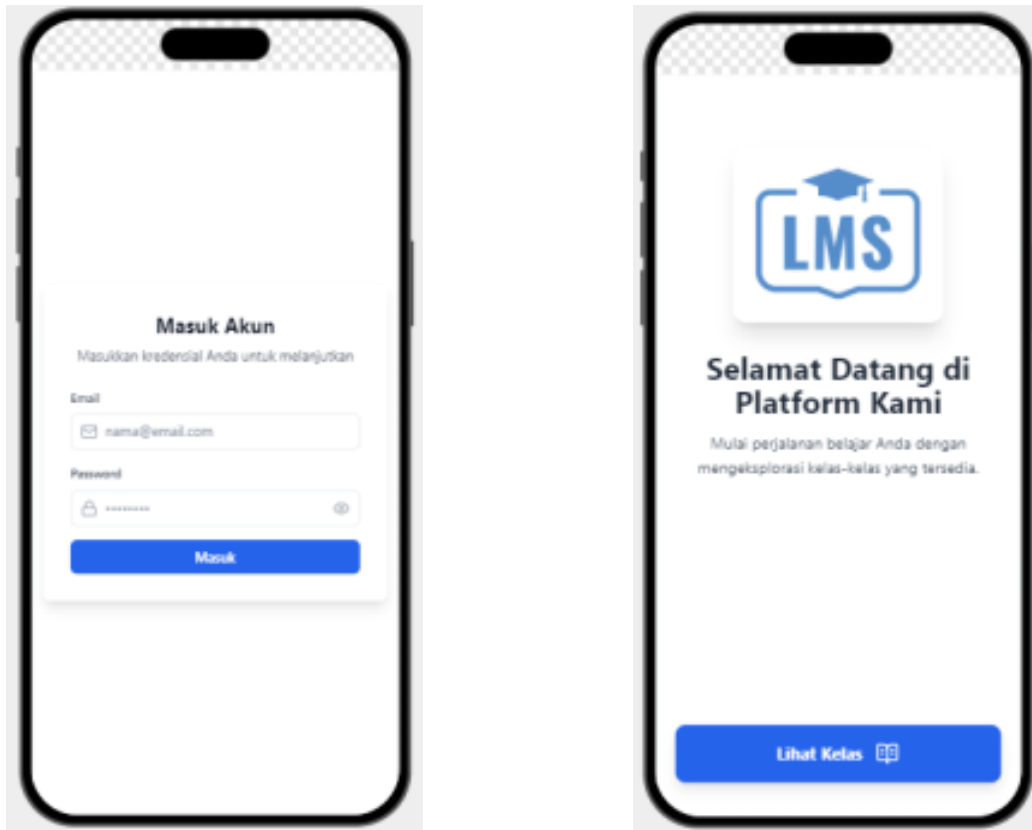 Masuk Akun
Masukkan kredensial Anda untuk melanjutkan
Email
nama@email.com
Password
••••••••
Masuk
LMS
Selamat Datang di
Platform Kami
Mulai perjalanan belajar Anda dengan
mengeksplorasi kelas-kelas yang tersedia.
Lihat Kelas